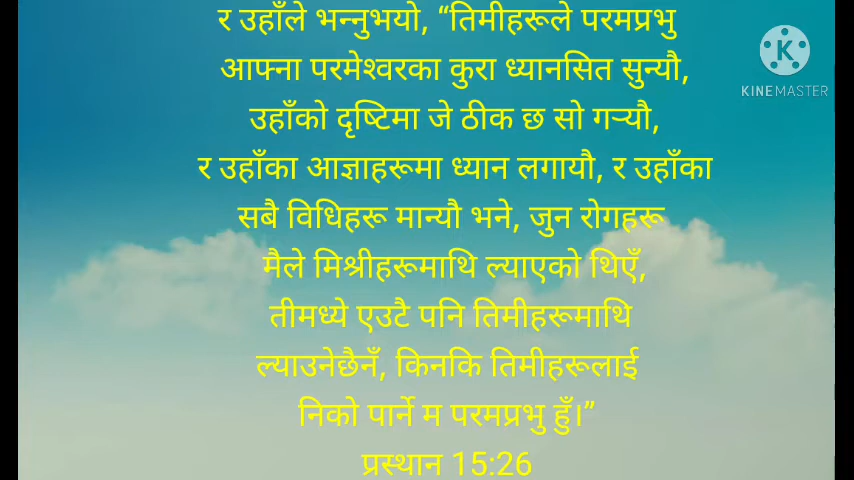 र उहाँले भन्नुभयो, “तिमीहरूले परमप्रभु
आफ्ना परमेश्वरका कुरा ध्यानसित सुन्यौ,
उहाँको दृष्टिमा जे ठीक छ सो गर्‍यौ,
र उहाँका आज्ञाहरूमा ध्यान लगायौ, र उहाँका
सबै विधिहरू मान्यौ भने, जुन रोगहरू
मैले मिश्रीहरूमाथि ल्याएको थिएँ,
तीमध्ये एउटै पनि तिमीहरूमाथि
ल्याउनेछैनँ, किनकि तिमीहरूलाई
निको पार्ने म परमप्रभु हुँ।”
प्रस्थान 15:26
K
KINEMASTER